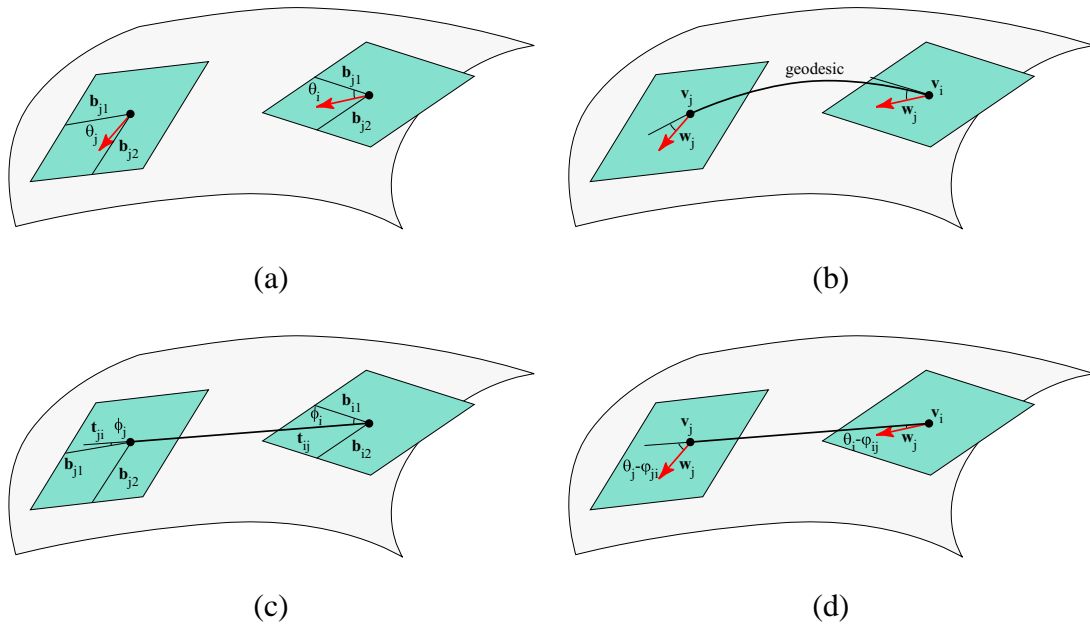 b_j1
θ_j
b_j2
b_j1
θ_i
b_j2
(a)
geodesic
v_j
w_j
v_i
w_j
(b)
t_ji
ϕ_j
b_j1
b_j2
b_i1
ϕ_i
t_ij
b_i2
(c)
v_j
θ_j-φ_ji
w_j
v_i
θ_i-φ_ij
w_j
(d)